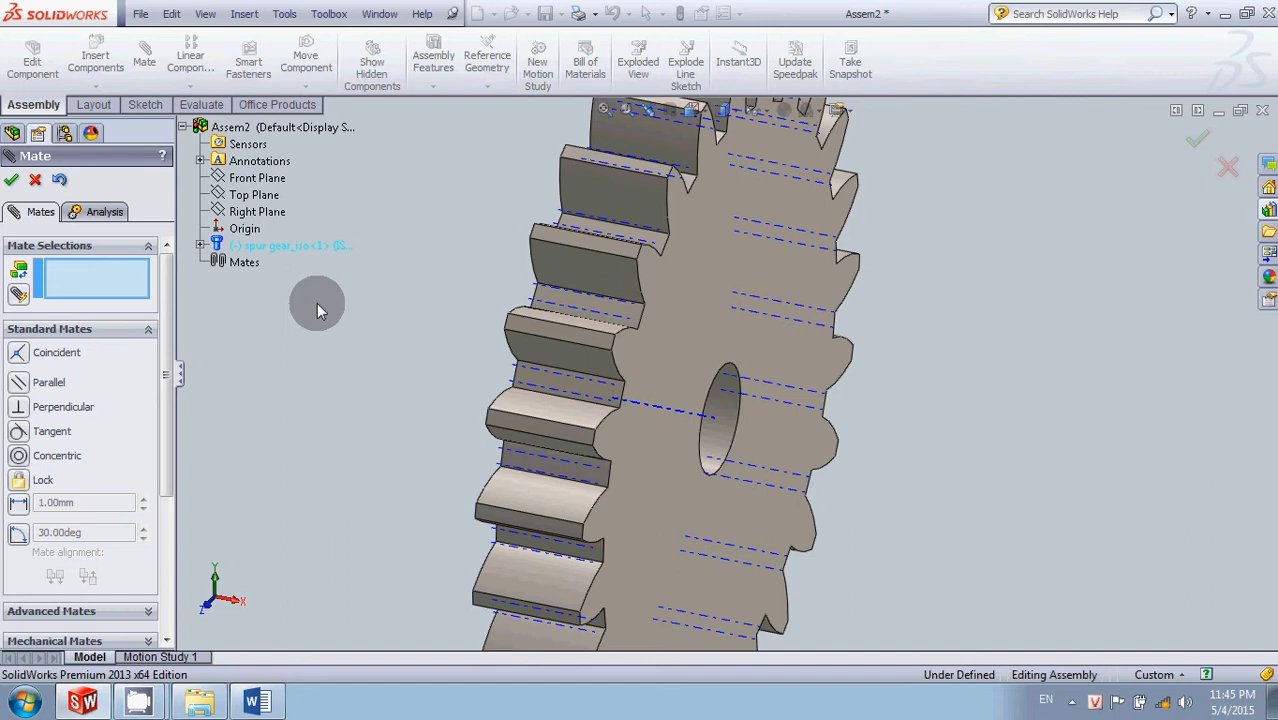 SOLIDWORKS File Edit View Insert Tools Toolbox Window Help Assem2 * Search SolidWorks Help
Edit Component
Insert Components
Mate
Linear Compon...
Smart Fasteners
Move Component
Show Hidden Components
Assembly Features
Reference Geometry
New Motion Study
Bill of Materials
Exploded View
Explode Line Sketch
Instant3D
Update Speedpak
Take Snapshot
Assembly Layout Sketch Evaluate Office Products
Assem2 (Default<Display S...
Sensors
Annotations
Front Plane
Top Plane
Right Plane
Origin
(-) spur gear_iso<1> (IS...
Mates
Mate ?
Mates Analysis
Mate Selections
Standard Mates
Coincident
Parallel
Perpendicular
Tangent
Concentric
Lock
1.00mm
30.00deg
Mate alignment:
Advanced Mates
Mechanical Mates
Y
X
Z
Model Motion Study 1
SolidWorks Premium 2013 x64 Edition Under Defined Editing Assembly Custom ?
SW W EN V 11:45 PM
5/4/2015